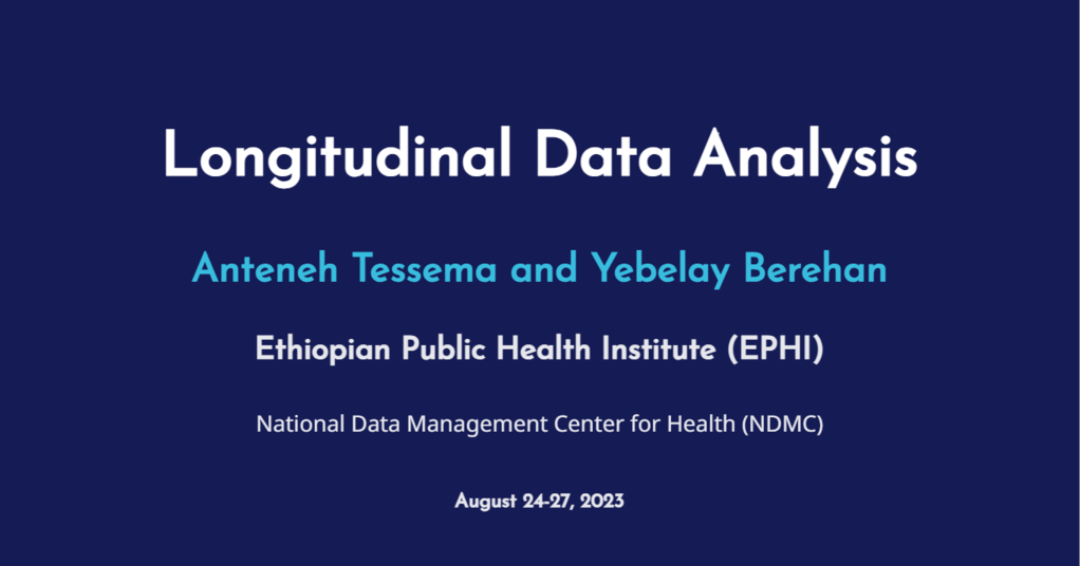 Longitudinal Data Analysis
Anteneh Tessema and Yebelay Berehan
Ethiopian Public Health Institute (EPHI)
National Data Management Center for Health (NDMC)
August 24-27, 2023